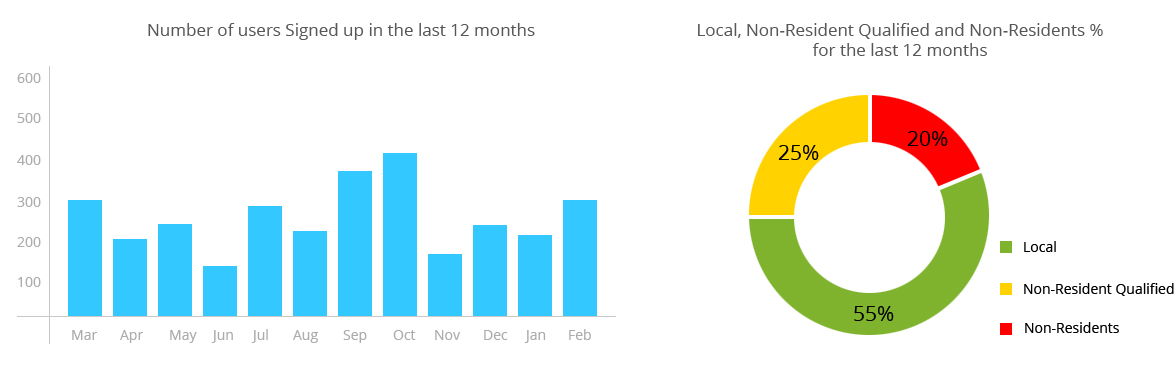 Number of users Signed up in the last 12 months
600
500
400
300
200
100
Mar Apr May Jun Jul Aug Sep Oct Nov Dec Jan Feb
Local, Non-Resident Qualified and Non-Residents %
for the last 12 months
20%
25%
55%
Local
Non-Resident Qualified
Non-Residents